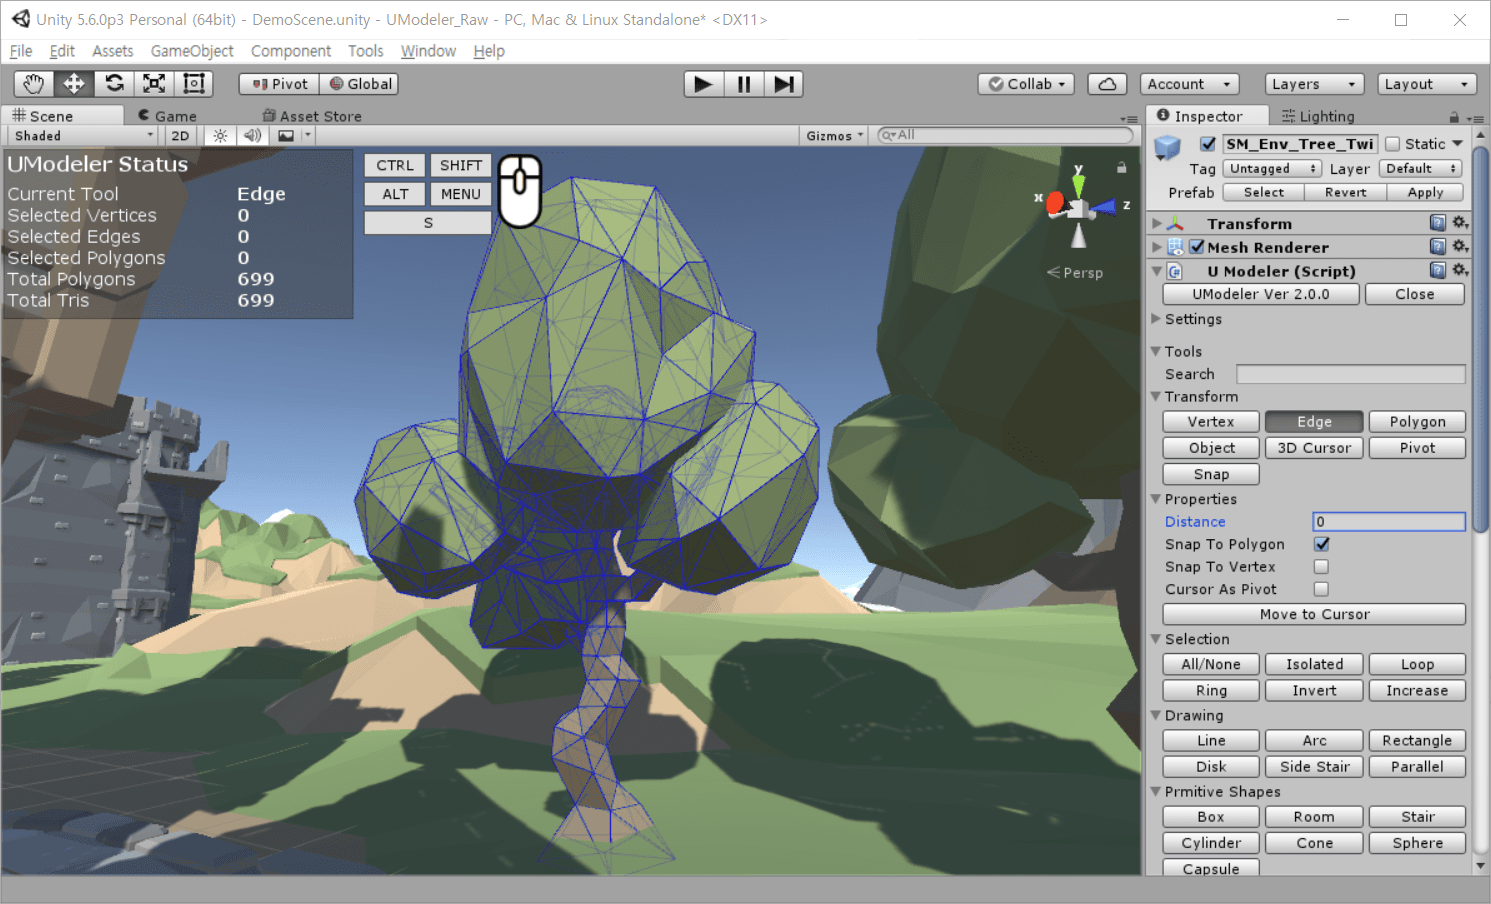 Unity 5.6.0p3 Personal (64bit) - DemoScene.unity - UModeler_Raw - PC, Mac & Linux Standalone* <DX11>
File Edit Assets GameObject Component Tools Window Help
Pivot Global Collab Account Layers Layout
Scene Game Asset Store
Shaded 2D Gizmos All
UModeler Status
Current Tool Edge
Selected Vertices 0
Selected Edges 0
Selected Polygons 0
Total Polygons 699
Total Tris 699
CTRL SHIFT
ALT MENU
S
y
x
z
Persp
Inspector Lighting
SM_Env_Tree_Twi Static
Tag Untagged Layer Default
Prefab Select Revert Apply
Transform
Mesh Renderer
U Modeler (Script)
UModeler Ver 2.0.0 Close
Settings
Tools
Search
Transform
Vertex Edge Polygon
Object 3D Cursor Pivot
Snap
Properties
Distance 0
Snap To Polygon
Snap To Vertex
Cursor As Pivot
Move to Cursor
Selection
All/None Isolated Loop
Ring Invert Increase
Drawing
Line Arc Rectangle
Disk Side Stair Parallel
Prmitive Shapes
Box Room Stair
Cylinder Cone Sphere
Capsule